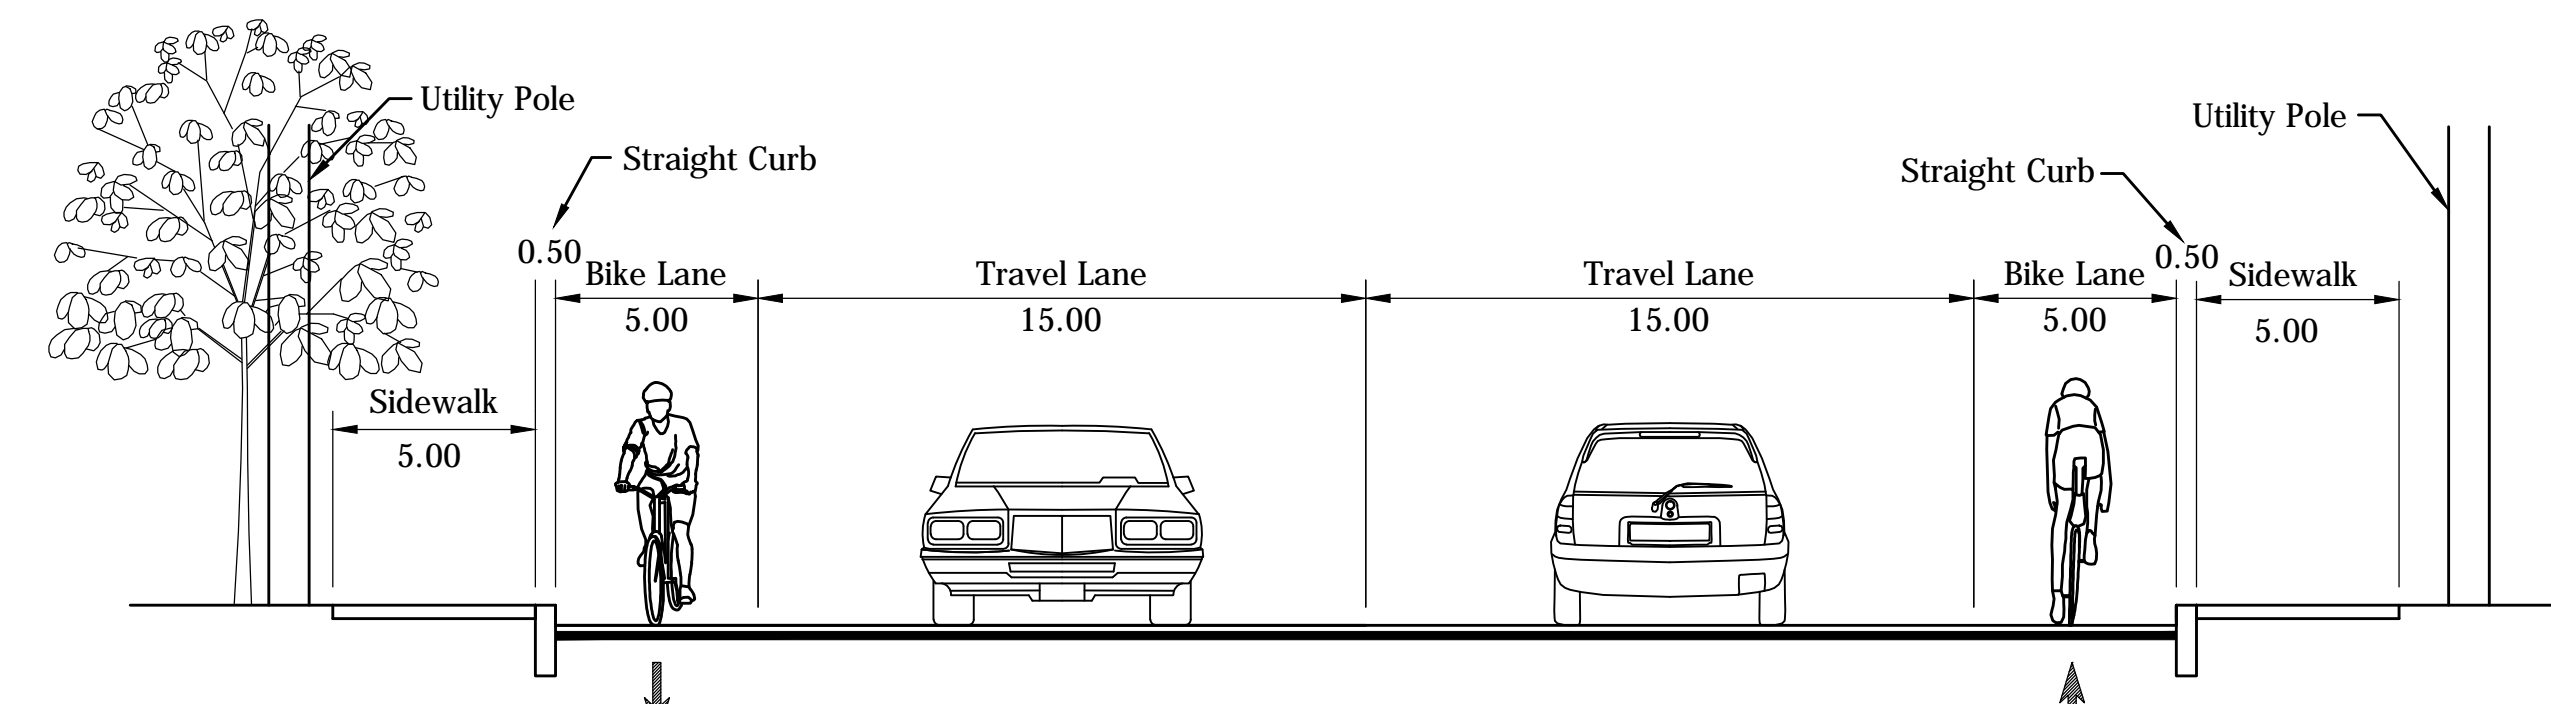 Utility Pole
Utility Pole
Straight Curb
Straight Curb
0.50
0.50
Bike Lane
Travel Lane
Travel Lane
Bike Lane
Sidewalk
5.00
15.00
15.00
5.00
5.00
Sidewalk
5.00